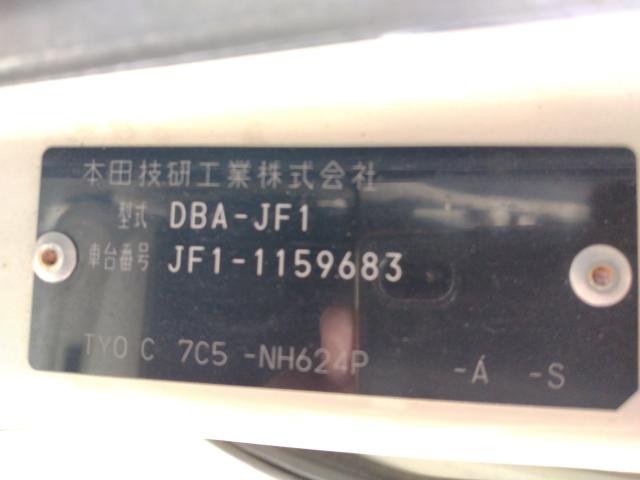 本田技研工業株式会社
型式 DBA-JF1
車台番号 JF1-1159683
TYO C 7C5 -NH624P -A -S